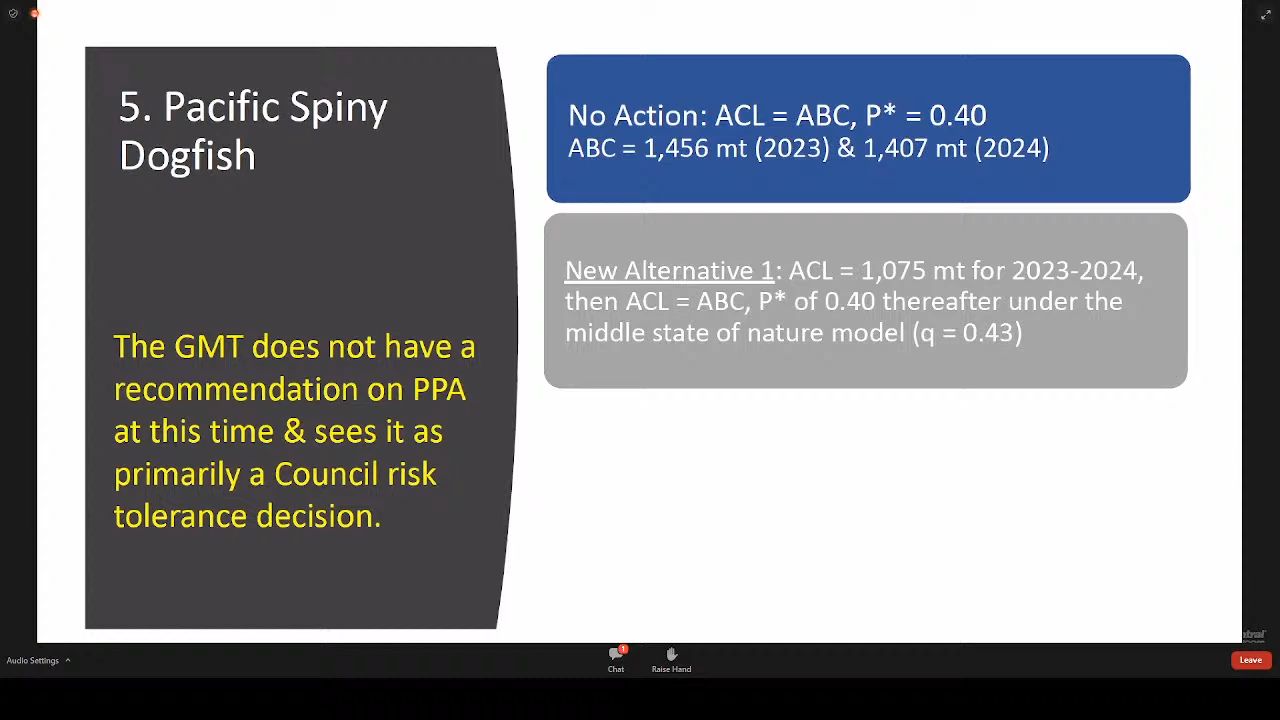 5. Pacific Spiny
Dogfish
The GMT does not have a
recommendation on PPA
at this time & sees it as
primarily a Council risk
tolerance decision.
No Action: ACL = ABC, P* = 0.40
ABC = 1,456 mt (2023) & 1,407 mt (2024)
New Alternative 1: ACL = 1,075 mt for 2023-2024,
then ACL = ABC, P* of 0.40 thereafter under the
middle state of nature model (q = 0.43)
Audio Settings
1
Chat
Raise Hand
Leave